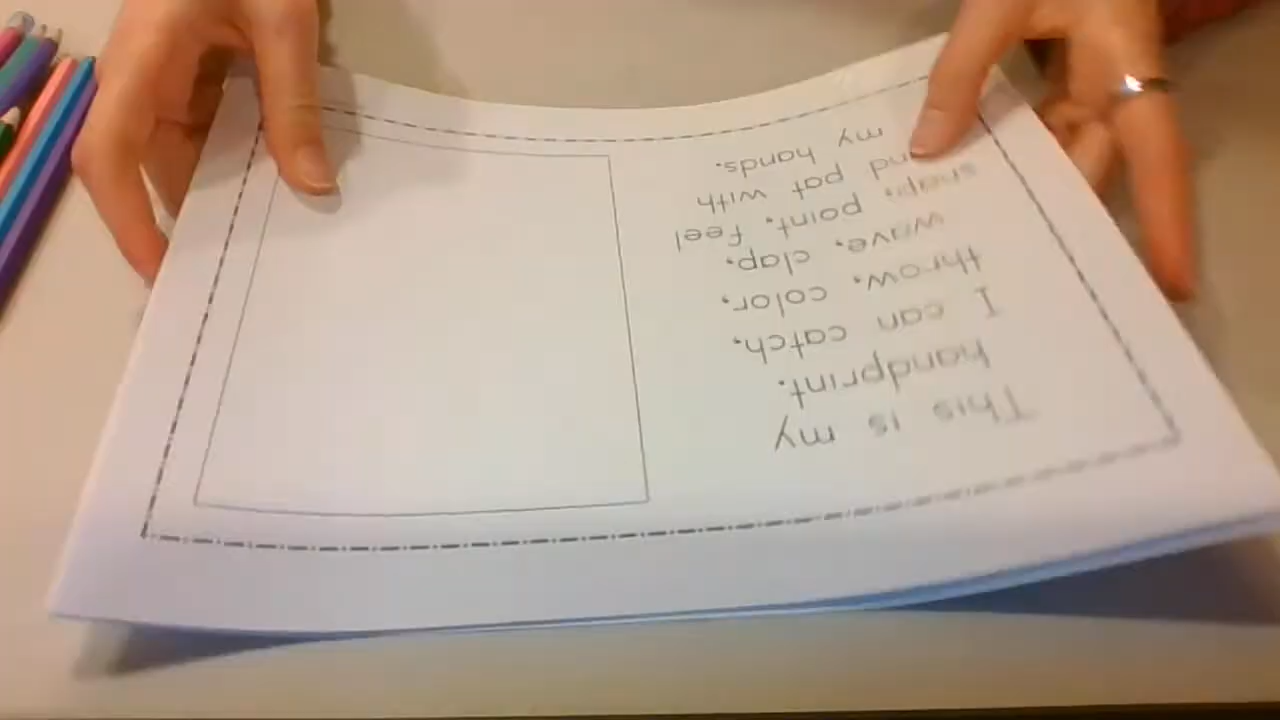 This is my
handprint.
I can catch,
throw, color,
wave, clap,
snap, point, feel
and pat with
my hands.